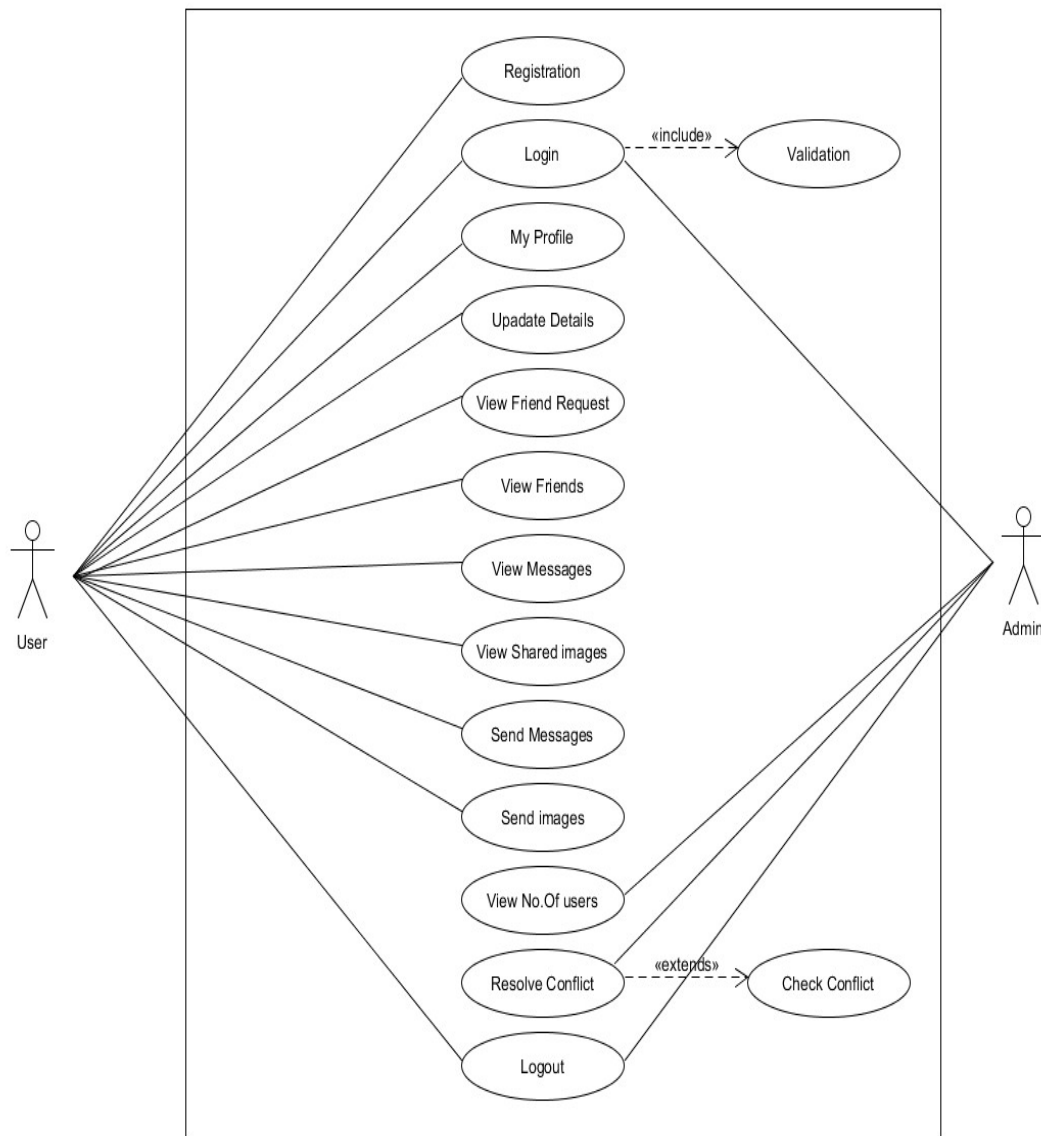 Registration
«include»
Login
Validation
My Profile
Upadate Details
View Friend Request
View Friends
View Messages
User
Admin
View Shared images
Send Messages
Send images
View No.Of users
«extends»
Resolve Conflict
Check Conflict
Logout